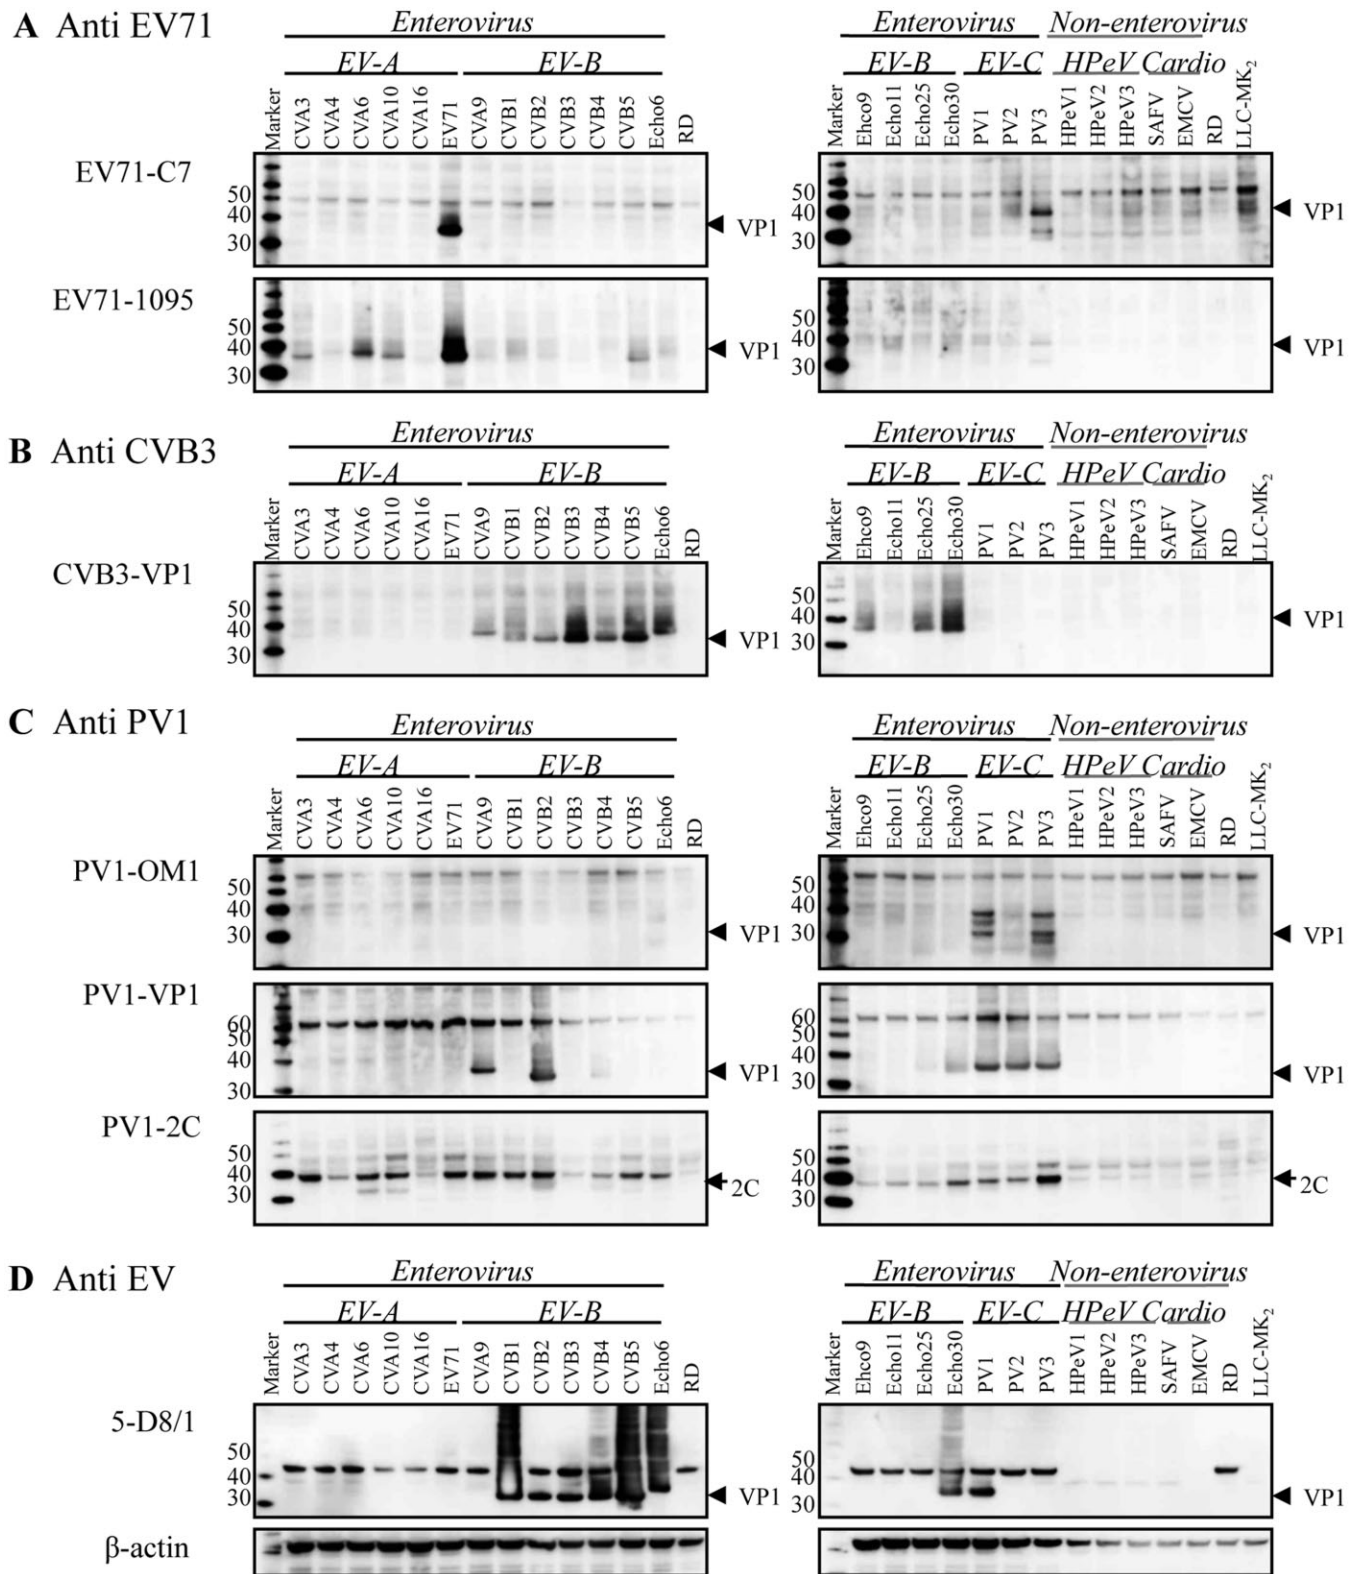 A Anti EV71
Enterovirus
Enterovirus Non-enterovirus
EV-A EV-B
EV-B EV-C HPeV Cardio
Marker CVA3 CVA4 CVA6 CVA10 CVA16 EV71 CVA9 CVB1 CVB2 CVB3 CVB4 CVB5 Echo6 RD
Marker Ehco9 Echo11 Echo25 Echo30 PV1 PV2 PV3 HPeV1 HPeV2 HPeV3 SAFV EMCV RD LLC-MK2
EV71-C7
50
40
30
VP1
50
40
30
VP1
EV71-1095
50
40
30
VP1
50
40
30
VP1
B Anti CVB3
Enterovirus
Enterovirus Non-enterovirus
EV-A EV-B
EV-B EV-C HPeV Cardio
Marker CVA3 CVA4 CVA6 CVA10 CVA16 EV71 CVA9 CVB1 CVB2 CVB3 CVB4 CVB5 Echo6 RD
Marker Ehco9 Echo11 Echo25 Echo30 PV1 PV2 PV3 HPeV1 HPeV2 HPeV3 SAFV EMCV RD LLC-MK2
CVB3-VP1
50
40
30
VP1
50
40
30
VP1
C Anti PV1
Enterovirus
Enterovirus Non-enterovirus
EV-A EV-B
EV-B EV-C HPeV Cardio
Marker CVA3 CVA4 CVA6 CVA10 CVA16 EV71 CVA9 CVB1 CVB2 CVB3 CVB4 CVB5 Echo6 RD
Marker Ehco9 Echo11 Echo25 Echo30 PV1 PV2 PV3 HPeV1 HPeV2 HPeV3 SAFV EMCV RD LLC-MK2
PV1-OM1
50
40
30
VP1
50
40
30
VP1
PV1-VP1
60
50
40
30
VP1
60
50
40
30
VP1
PV1-2C
50
40
30
2C
50
40
30
2C
D Anti EV
Enterovirus
Enterovirus Non-enterovirus
EV-A EV-B
EV-B EV-C HPeV Cardio
Marker CVA3 CVA4 CVA6 CVA10 CVA16 EV71 CVA9 CVB1 CVB2 CVB3 CVB4 CVB5 Echo6 RD
Marker Ehco9 Echo11 Echo25 Echo30 PV1 PV2 PV3 HPeV1 HPeV2 HPeV3 SAFV EMCV RD LLC-MK2
5-D8/1
50
40
30
VP1
50
40
30
VP1
β-actin